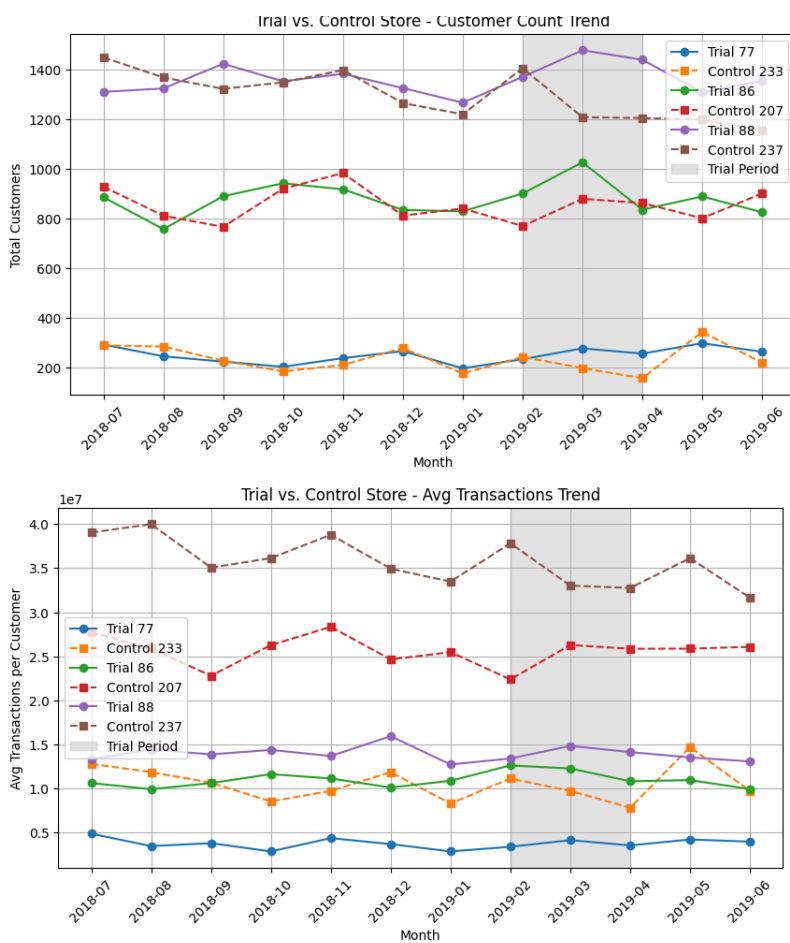 Trial vs. Control Store - Customer Count Trend
Total Customers
1400
1200
1000
800
600
400
200
Trial 77
Control 233
Trial 86
Control 207
Trial 88
Control 237
Trial Period
2018-07
2018-08
2018-09
2018-10
2018-11
2018-12
2019-01
2019-02
2019-03
2019-04
2019-05
2019-06
Month
Trial vs. Control Store - Avg Transactions Trend
1e7
Avg Transactions per Customer
4.0
3.5
3.0
2.5
2.0
1.5
1.0
0.5
Trial 77
Control 233
Trial 86
Control 207
Trial 88
Control 237
Trial Period
2018-07
2018-08
2018-09
2018-10
2018-11
2018-12
2019-01
2019-02
2019-03
2019-04
2019-05
2019-06
Month